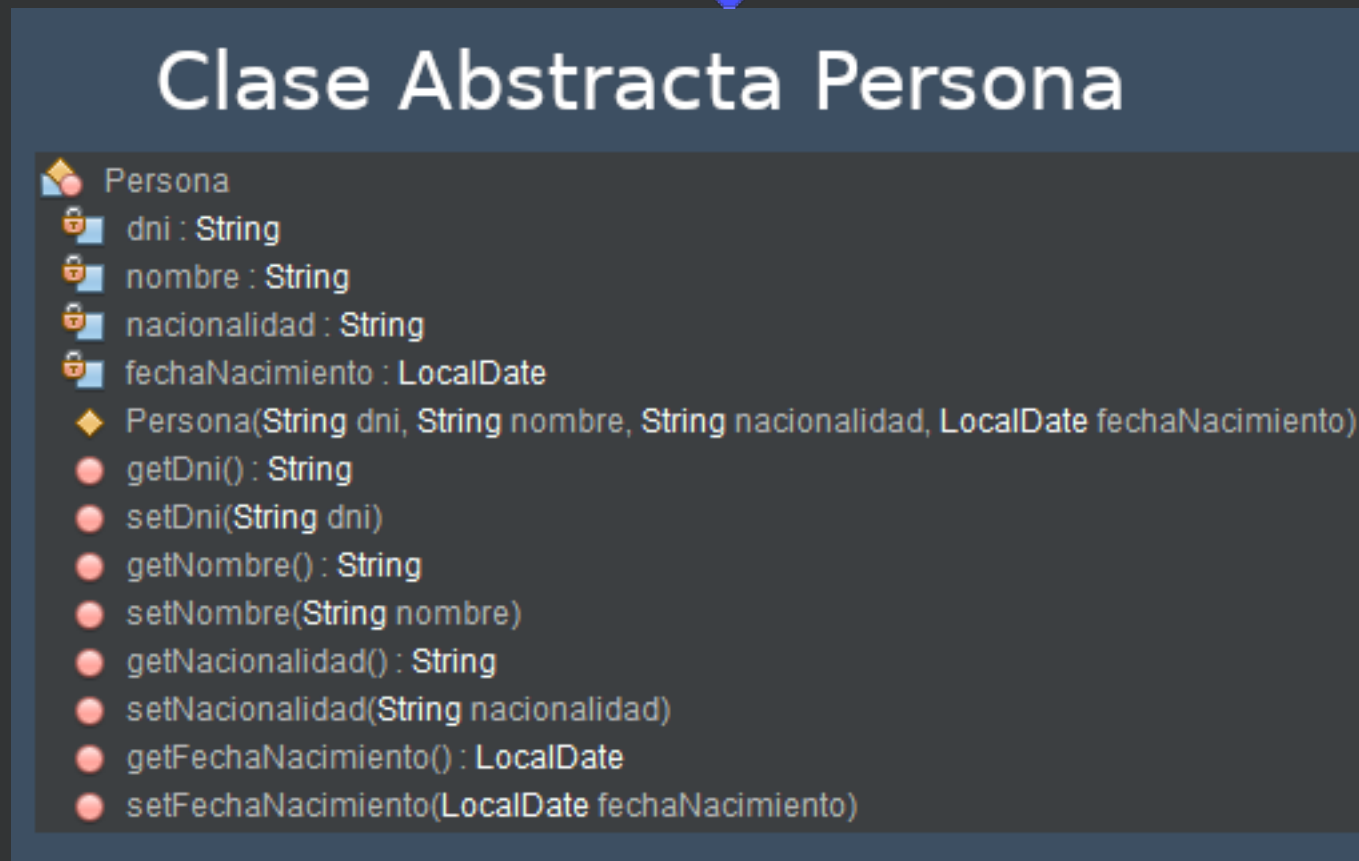 Clase Abstracta Persona
Persona
dni : String
nombre : String
nacionalidad : String
fechaNacimiento : LocalDate
Persona(String dni, String nombre, String nacionalidad, LocalDate fechaNacimiento)
getDni() : String
setDni(String dni)
getNombre() : String
setNombre(String nombre)
getNacionalidad() : String
setNacionalidad(String nacionalidad)
getFechaNacimiento() : LocalDate
setFechaNacimiento(LocalDate fechaNacimiento)